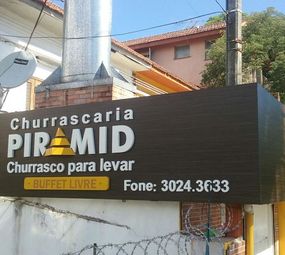 Churrascaria
PIRAMID
Churrasco para levar
BUFFET LIVRE
Fone: 3024.3633